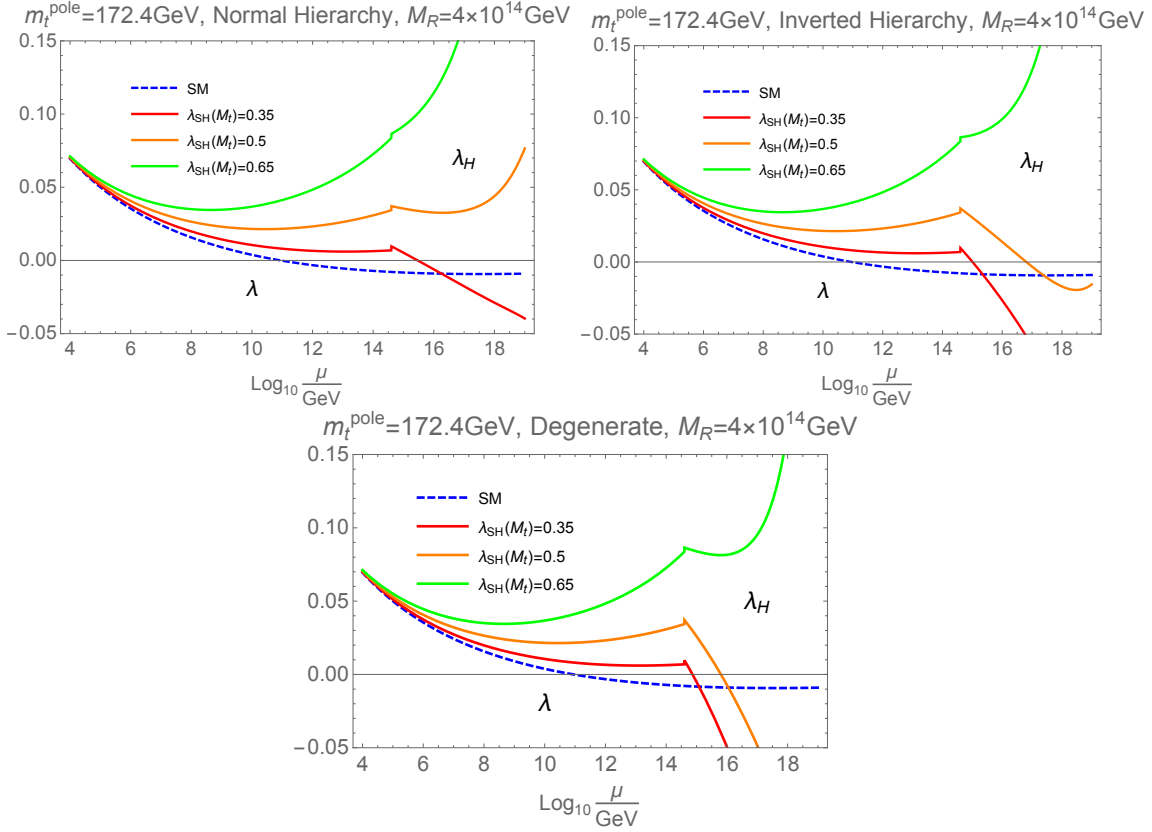 m_t^pole=172.4GeV, Normal Hierarchy, M_R=4×10^14GeV
0.15
0.10
0.05
0.00
−0.05
SM
λ_SH(M_t)=0.35
λ_SH(M_t)=0.5
λ_SH(M_t)=0.65
λ_H
λ
4 6 8 10 12 14 16 18
Log_10 μ/GeV
m_t^pole=172.4GeV, Inverted Hierarchy, M_R=4×10^14GeV
0.15
0.10
0.05
0.00
−0.05
SM
λ_SH(M_t)=0.35
λ_SH(M_t)=0.5
λ_SH(M_t)=0.65
λ_H
λ
4 6 8 10 12 14 16 18
Log_10 μ/GeV
m_t^pole=172.4GeV, Degenerate, M_R=4×10^14GeV
0.15
0.10
0.05
0.00
−0.05
SM
λ_SH(M_t)=0.35
λ_SH(M_t)=0.5
λ_SH(M_t)=0.65
λ_H
λ
4 6 8 10 12 14 16 18
Log_10 μ/GeV